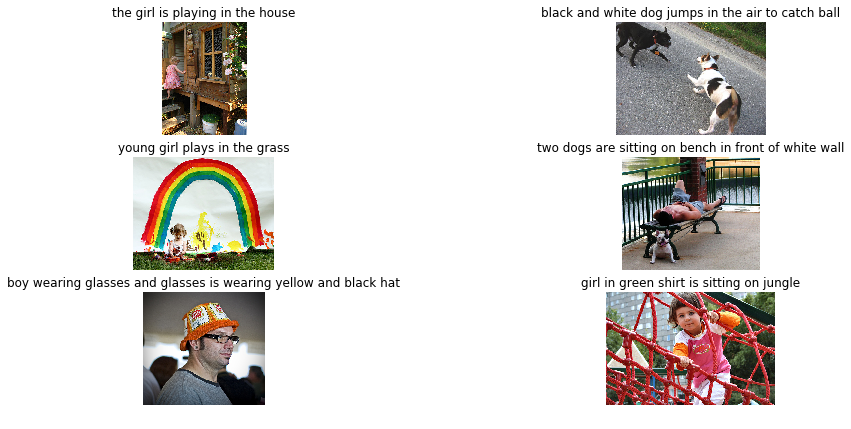 the girl is playing in the house
black and white dog jumps in the air to catch ball
young girl plays in the grass
two dogs are sitting on bench in front of white wall
boy wearing glasses and glasses is wearing yellow and black hat
girl in green shirt is sitting on jungle